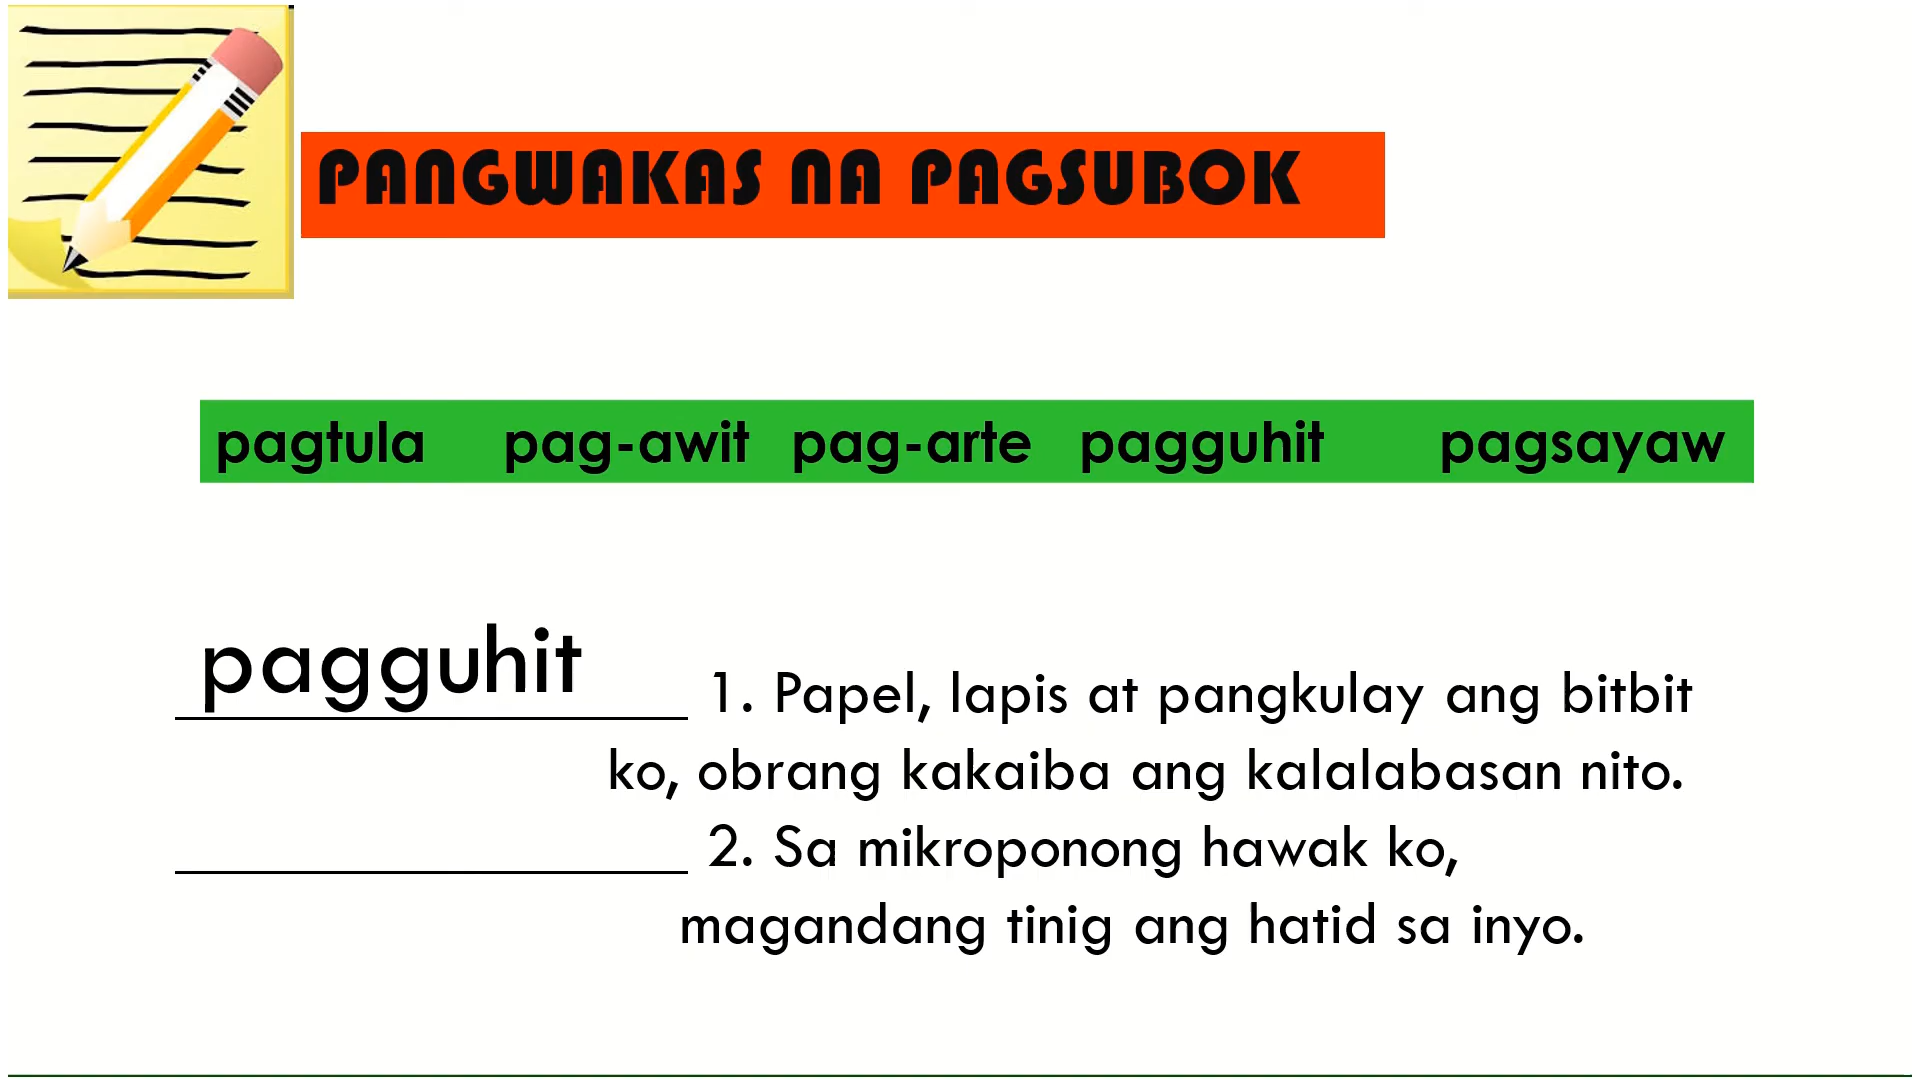 PANGWAKAS NA PAGSUBOK
pagtula pag-awit pag-arte pagguhit pagsayaw
pagguhit 1. Papel, lapis at pangkulay ang bitbit
ko, obrang kakaiba ang kalalabasan nito.
2. Sa mikroponong hawak ko,
magandang tinig ang hatid sa inyo.